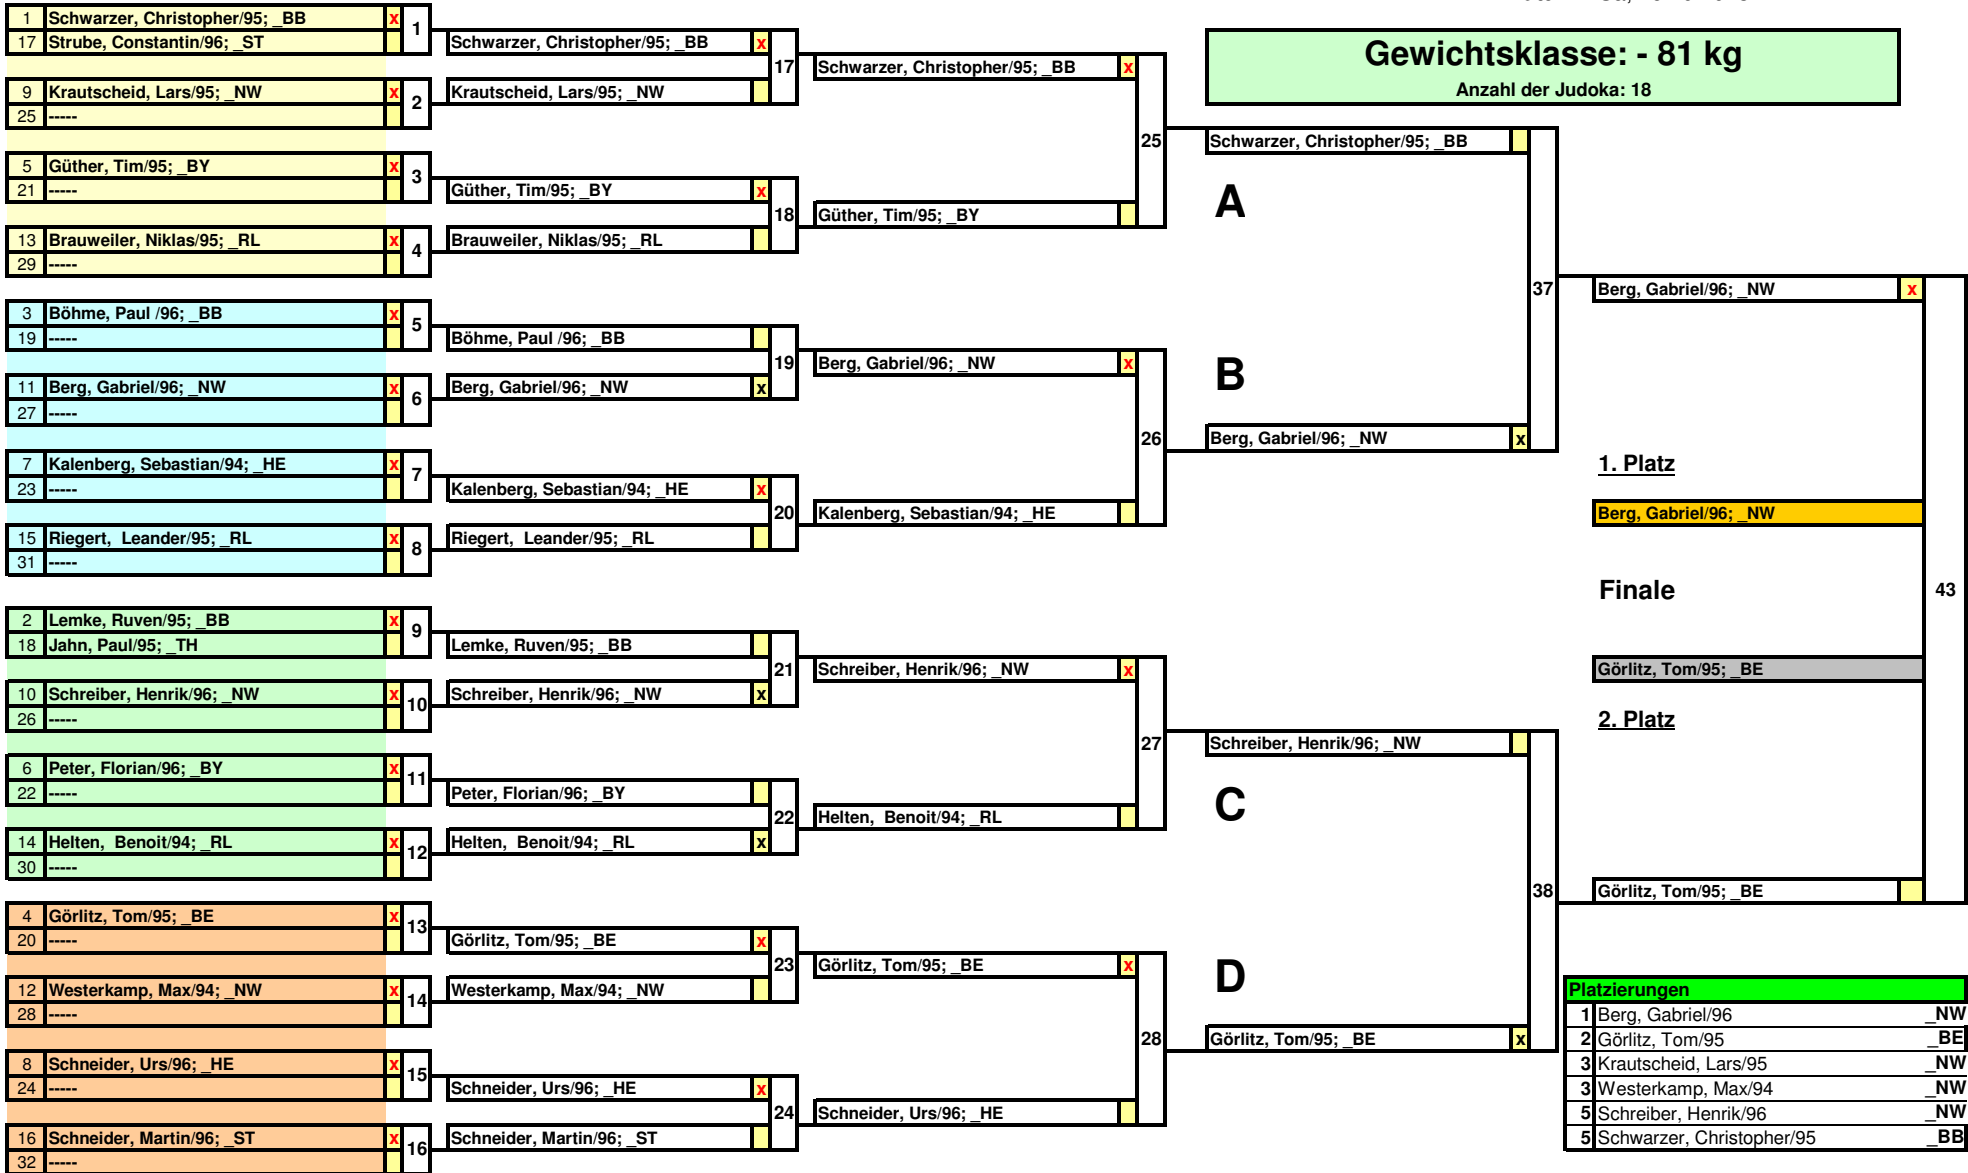 Gewichtsklasse: - 81 kg
Anzahl der Judoka: 18
1 Schwarzer, Christopher/95; _BB x
17 Strube, Constantin/96; _ST
1
9 Krautscheid, Lars/95; _NW x
25 -----
2
5 Güther, Tim/95; _BY x
21 -----
3
13 Brauweiler, Niklas/95; _RL x
29 -----
4
3 Böhme, Paul /96; _BB x
19 -----
5
11 Berg, Gabriel/96; _NW x
27 -----
6
7 Kalenberg, Sebastian/94; _HE x
23 -----
7
15 Riegert, Leander/95; _RL x
31 -----
8
2 Lemke, Ruven/95; _BB x
18 Jahn, Paul/95; _TH
9
10 Schreiber, Henrik/96; _NW x
26 -----
10
6 Peter, Florian/96; _BY x
22 -----
11
14 Helten, Benoit/94; _RL x
30 -----
12
4 Görlitz, Tom/95; _BE x
20 -----
13
12 Westerkamp, Max/94; _NW x
28 -----
14
8 Schneider, Urs/96; _HE x
24 -----
15
16 Schneider, Martin/96; _ST x
32 -----
16
Schwarzer, Christopher/95; _BB x
17
Krautscheid, Lars/95; _NW
Güther, Tim/95; _BY x
18
Brauweiler, Niklas/95; _RL
Böhme, Paul /96; _BB
19
Berg, Gabriel/96; _NW x
Kalenberg, Sebastian/94; _HE x
20
Riegert, Leander/95; _RL
Lemke, Ruven/95; _BB
21
Schreiber, Henrik/96; _NW x
Peter, Florian/96; _BY
22
Helten, Benoit/94; _RL x
Görlitz, Tom/95; _BE x
23
Westerkamp, Max/94; _NW
Schneider, Urs/96; _HE x
24
Schneider, Martin/96; _ST
Schwarzer, Christopher/95; _BB x
25
Güther, Tim/95; _BY
Berg, Gabriel/96; _NW x
26
Kalenberg, Sebastian/94; _HE
Schreiber, Henrik/96; _NW x
27
Helten, Benoit/94; _RL
Görlitz, Tom/95; _BE x
28
Schneider, Urs/96; _HE
Schwarzer, Christopher/95; _BB
A
37
B
Berg, Gabriel/96; _NW x
Schreiber, Henrik/96; _NW
C
38
D
Görlitz, Tom/95; _BE x
Berg, Gabriel/96; _NW x
1. Platz
Berg, Gabriel/96; _NW
Finale
43
Görlitz, Tom/95; _BE
2. Platz
Görlitz, Tom/95; _BE
Platzierungen
1 Berg, Gabriel/96 _NW
2 Görlitz, Tom/95 _BE
3 Krautscheid, Lars/95 _NW
3 Westerkamp, Max/94 _NW
5 Schreiber, Henrik/96 _NW
5 Schwarzer, Christopher/95 _BB